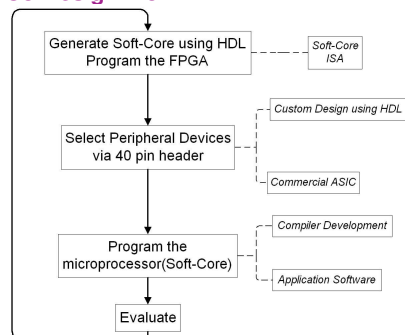 Generate Soft-Core using HDL
Program the FPGA
Soft-Core
ISA
Select Peripheral Devices
via 40 pin header
Custom Design using HDL
Commercial ASIC
Program the
microprocessor(Soft-Core)
Compiler Development
Application Software
Evaluate